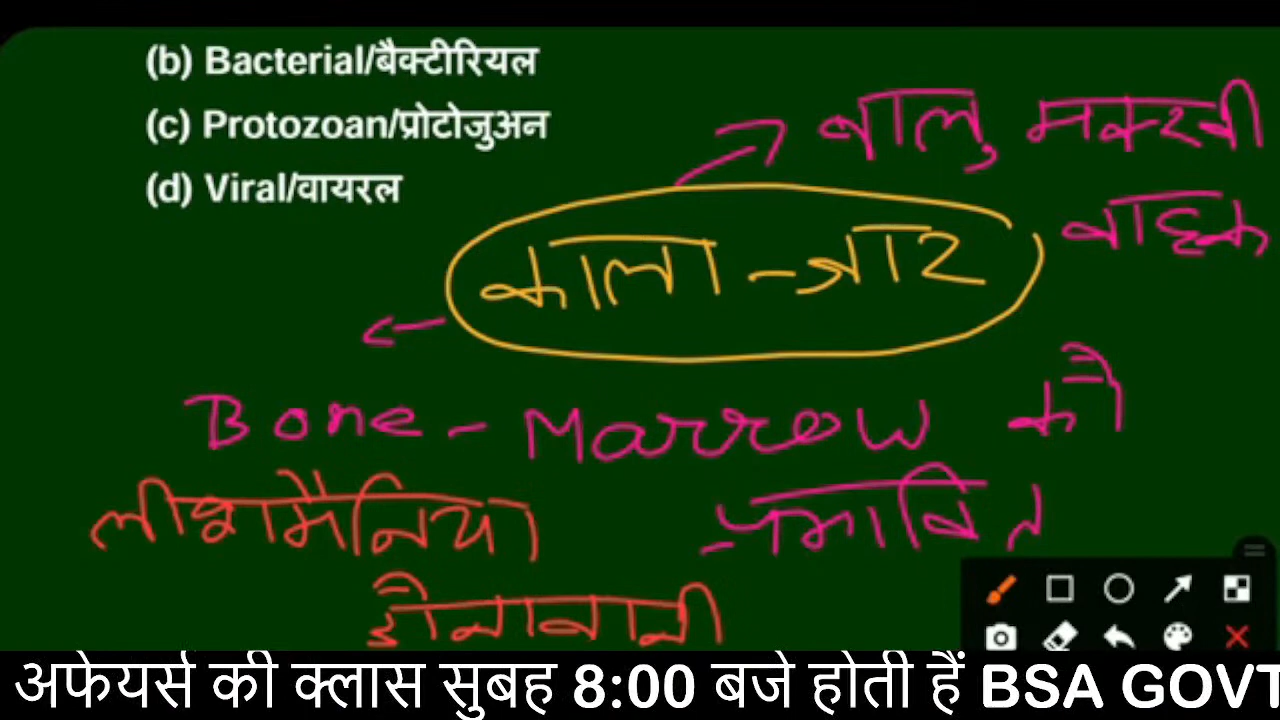 (b) Bacterial/बैक्टीरियल
(c) Protozoan/प्रोटोजुअन
(d) Viral/वायरल
बालु मक्खी
वाहक
काला-जार
Bone-Marrow को
प्रभावित
लीशमैनिया
डोनावानी
अफेयर्स की क्लास सुबह 8:00 बजे होती हैं BSA GOVT